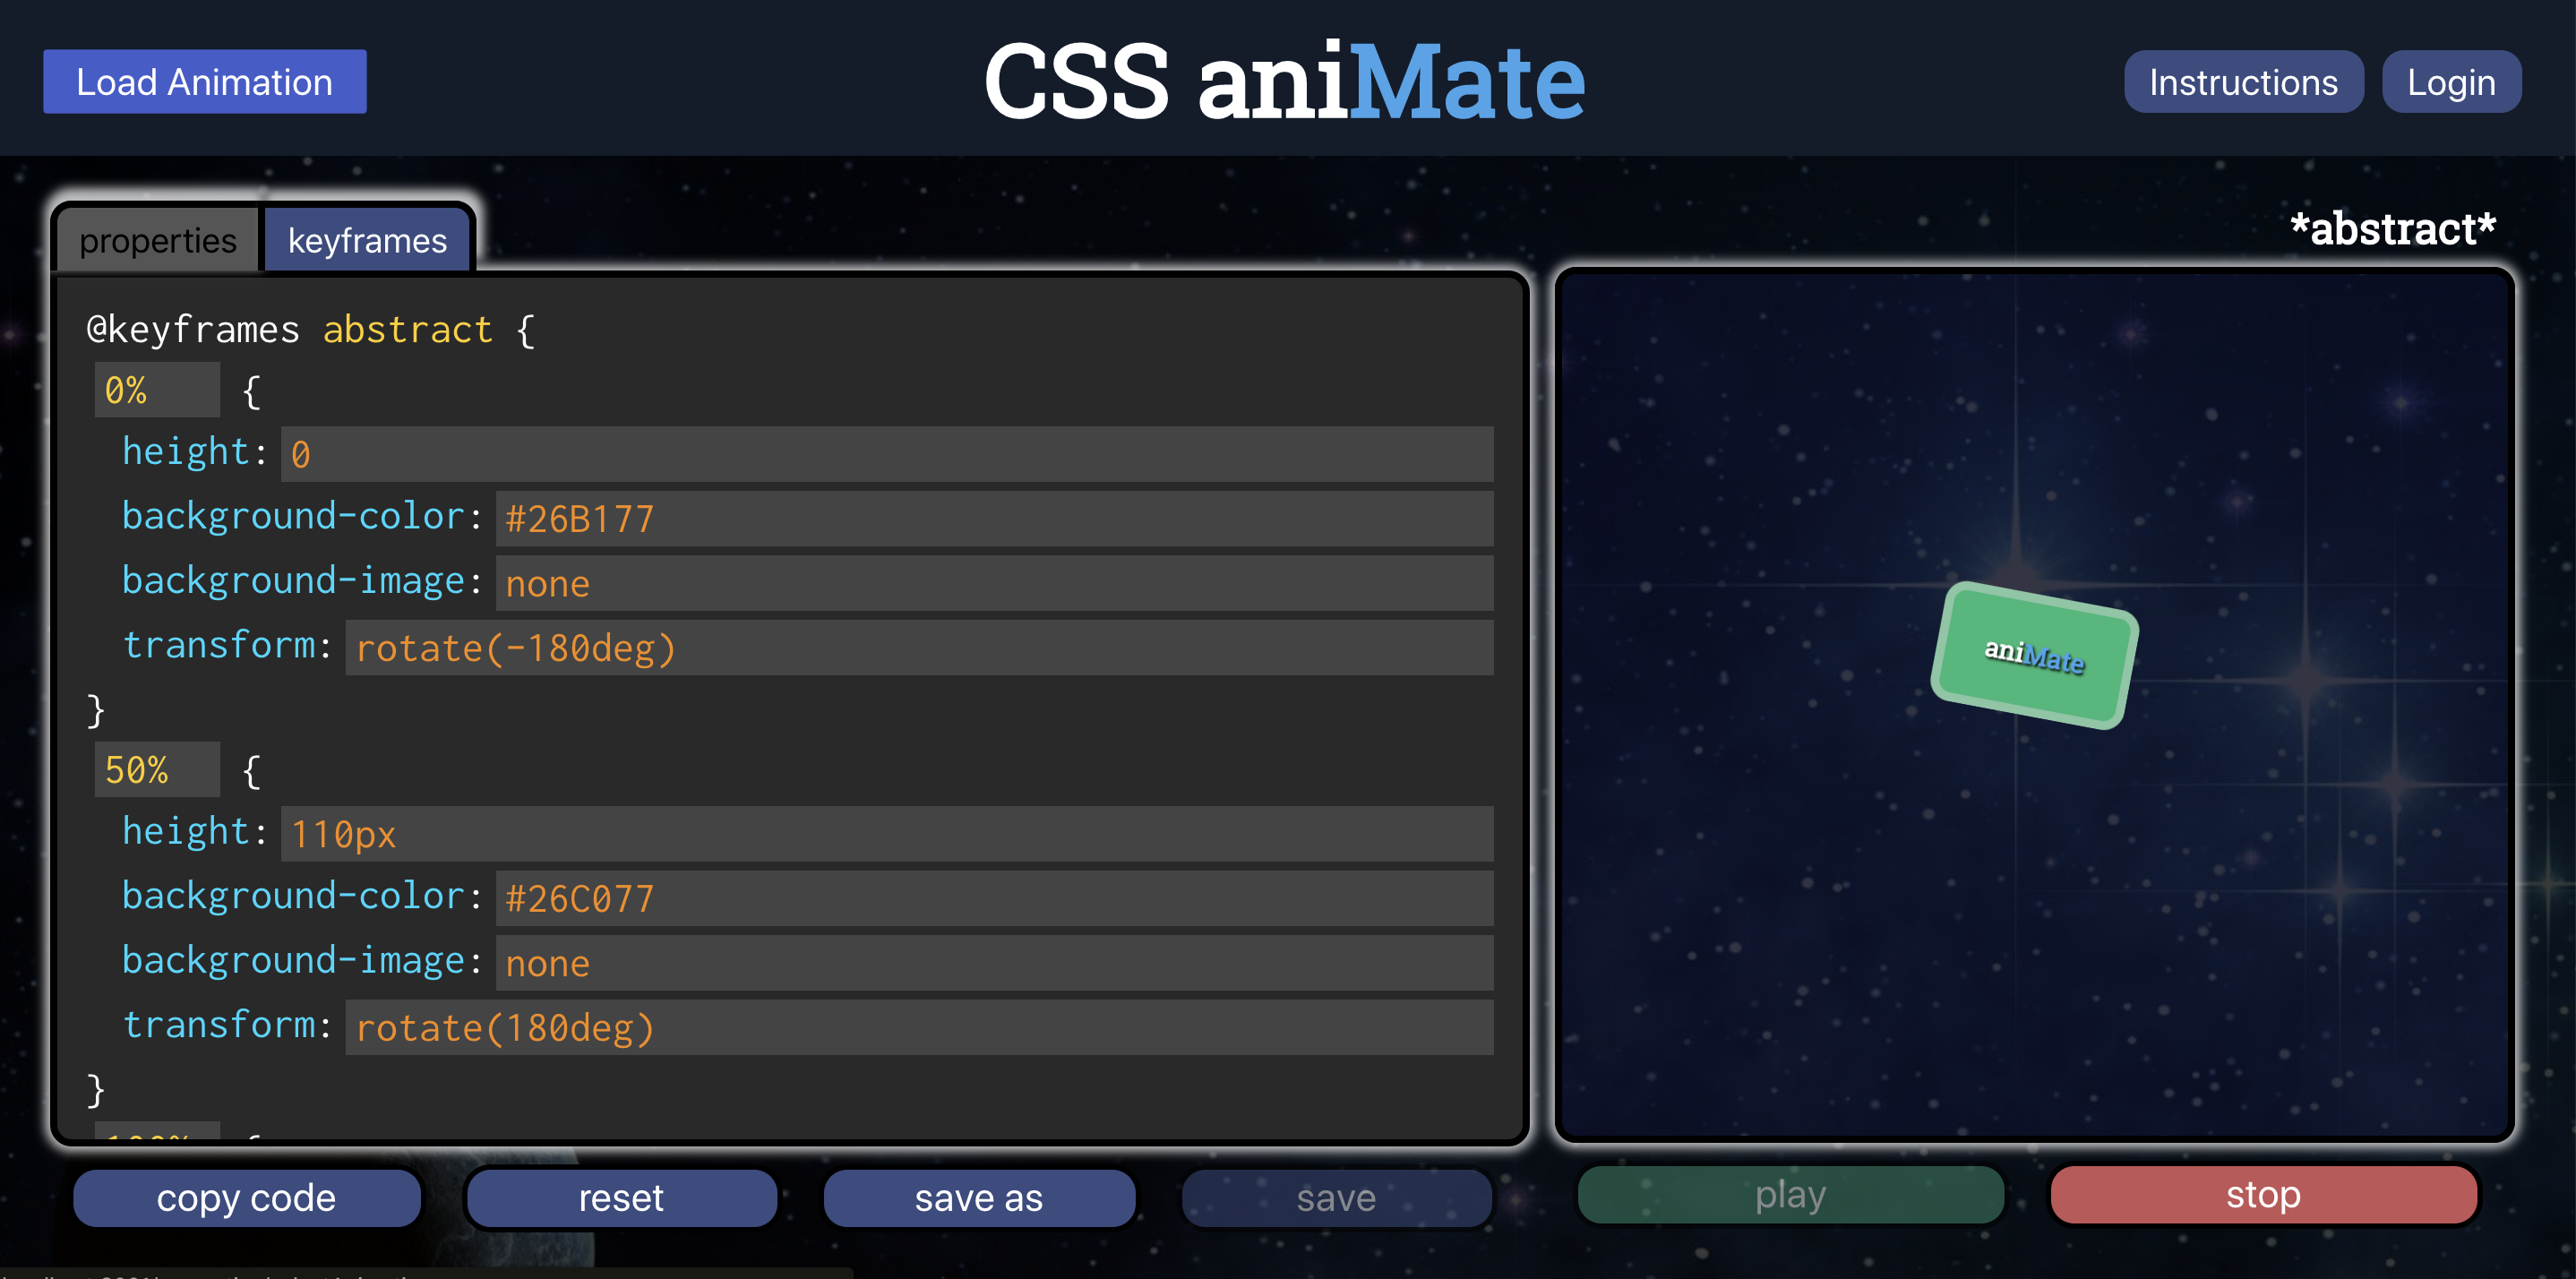 Load Animation
CSS aniMate
Instructions
Login
properties
keyframes
*abstract*
@keyframes abstract {
0% {
height: 0
background-color: #26B177
background-image: none
transform: rotate(-180deg)
}
50% {
height: 110px
background-color: #26C077
background-image: none
transform: rotate(180deg)
}
100% {
aniMate
copy code
reset
save as
save
play
stop